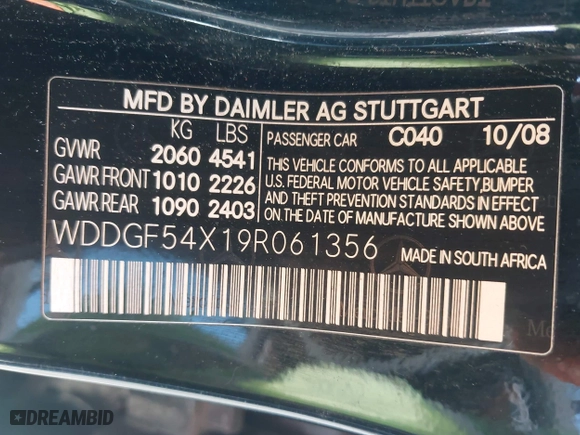 MFD BY DAIMLER AG STUTTGART
KG LBS PASSENGER CAR C040 10/08
GVWR 2060 4541
GAWR FRONT 1010 2226
GAWR REAR 1090 2403
THIS VEHICLE CONFORMS TO ALL APPLICABLE
U.S. FEDERAL MOTOR VEHICLE SAFETY,BUMPER
AND THEFT PREVENTION STANDARDS IN
EFFECT ON THE DATE OF
MANUFACTURE SHOWN ABOVE
WDDGF54X19R061356 MADE IN SOUTH AFRICA
DREAMBID